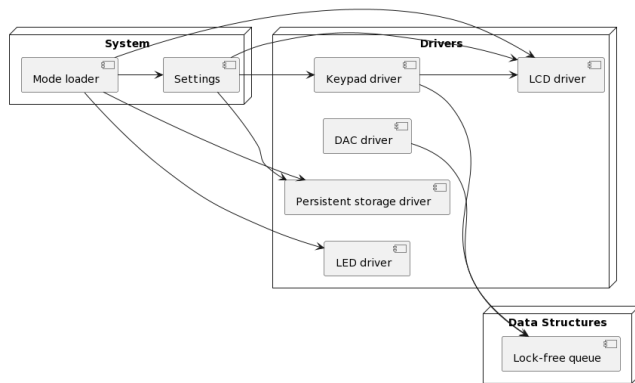 System
Drivers
Mode loader
Settings
Keypad driver
LCD driver
DAC driver
Persistent storage driver
LED driver
Data Structures
Lock-free queue